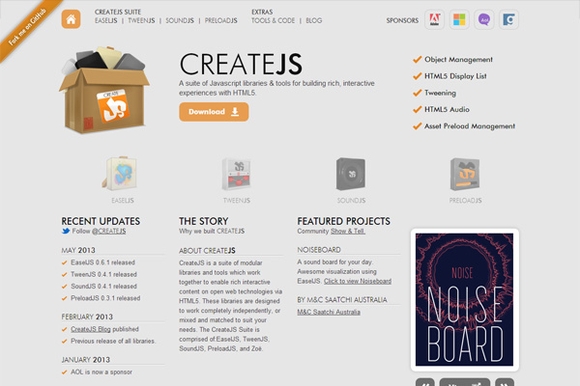 Fork me on GitHub
CREATEJS SUITE
EASELJS | TWEENJS | SOUNDJS | PRELOADJS
EXTRAS
TOOLS & CODE | BLOG
SPONSORS
CREATEJS
A suite of Javascript libraries & tools for building rich, interactive
experiences with HTML5.
Download
Object Management
HTML5 Display List
Tweening
HTML5 Audio
Asset Preload Management
CREATE
JS
EASELJS
TWEENJS
SOUNDJS
PRELOADJS
RECENT UPDATES
Follow @CREATEJS
MAY 2013
EaselJS 0.6.1 released
TweenJS 0.4.1 released
SoundJS 0.4.1 released
PreloadJS 0.3.1 released
FEBRUARY 2013
CreateJS Blog published
Previous release of all libraries.
JANUARY 2013
AOL is now a sponsor
THE STORY
Why we built CREATEJS
ABOUT CREATEJS
CreateJS is a suite of modular
libraries and tools which work
together to enable rich interactive
content on open web technologies via
HTML5. These libraries are designed
to work completely independently, or
mixed and matched to suit your
needs. The CreateJS Suite is
comprised of EaselJS, TweenJS,
SoundJS, PreloadJS, and Zoë.
FEATURED PROJECTS
Community Show & Tell.
NOISEBOARD
A sound board for your day.
Awesome visualization using
EaselJS. Click to view Noiseboard
BY M&C SAATCHI AUSTRALIA
M&C Saatchi Australia
NOISE
NOISE
BOARD